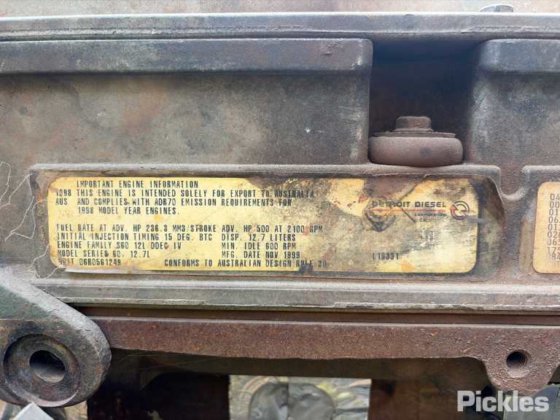 IMPORTANT ENGINE INFORMATION
1998 THIS ENGINE IS INTENDED SOLELY FOR EXPORT TO AUSTRALIA
AUS AND COMPLIES WITH ADR70 EMISSION REQUIREMENTS FOR
1998 MODEL YEAR ENGINES.
FUEL RATE AT ADV. HP 236.3 MM3/STROKE ADV. HP 500 AT 2100 RPM
INITIAL INJECTION TIMING 15 DEG. BTC DISP. 12.7 LITERS
ENGINE FAMILY S60 12L DDEC IV MIN. IDLE 600 RPM
MODEL SERIES 60, 12.7L MFG. DATE NOV 1999
UNIT 06R0561248 CONFORMS TO AUSTRALIAN DESIGN RULE 30
DETROIT DIESEL
Pickles